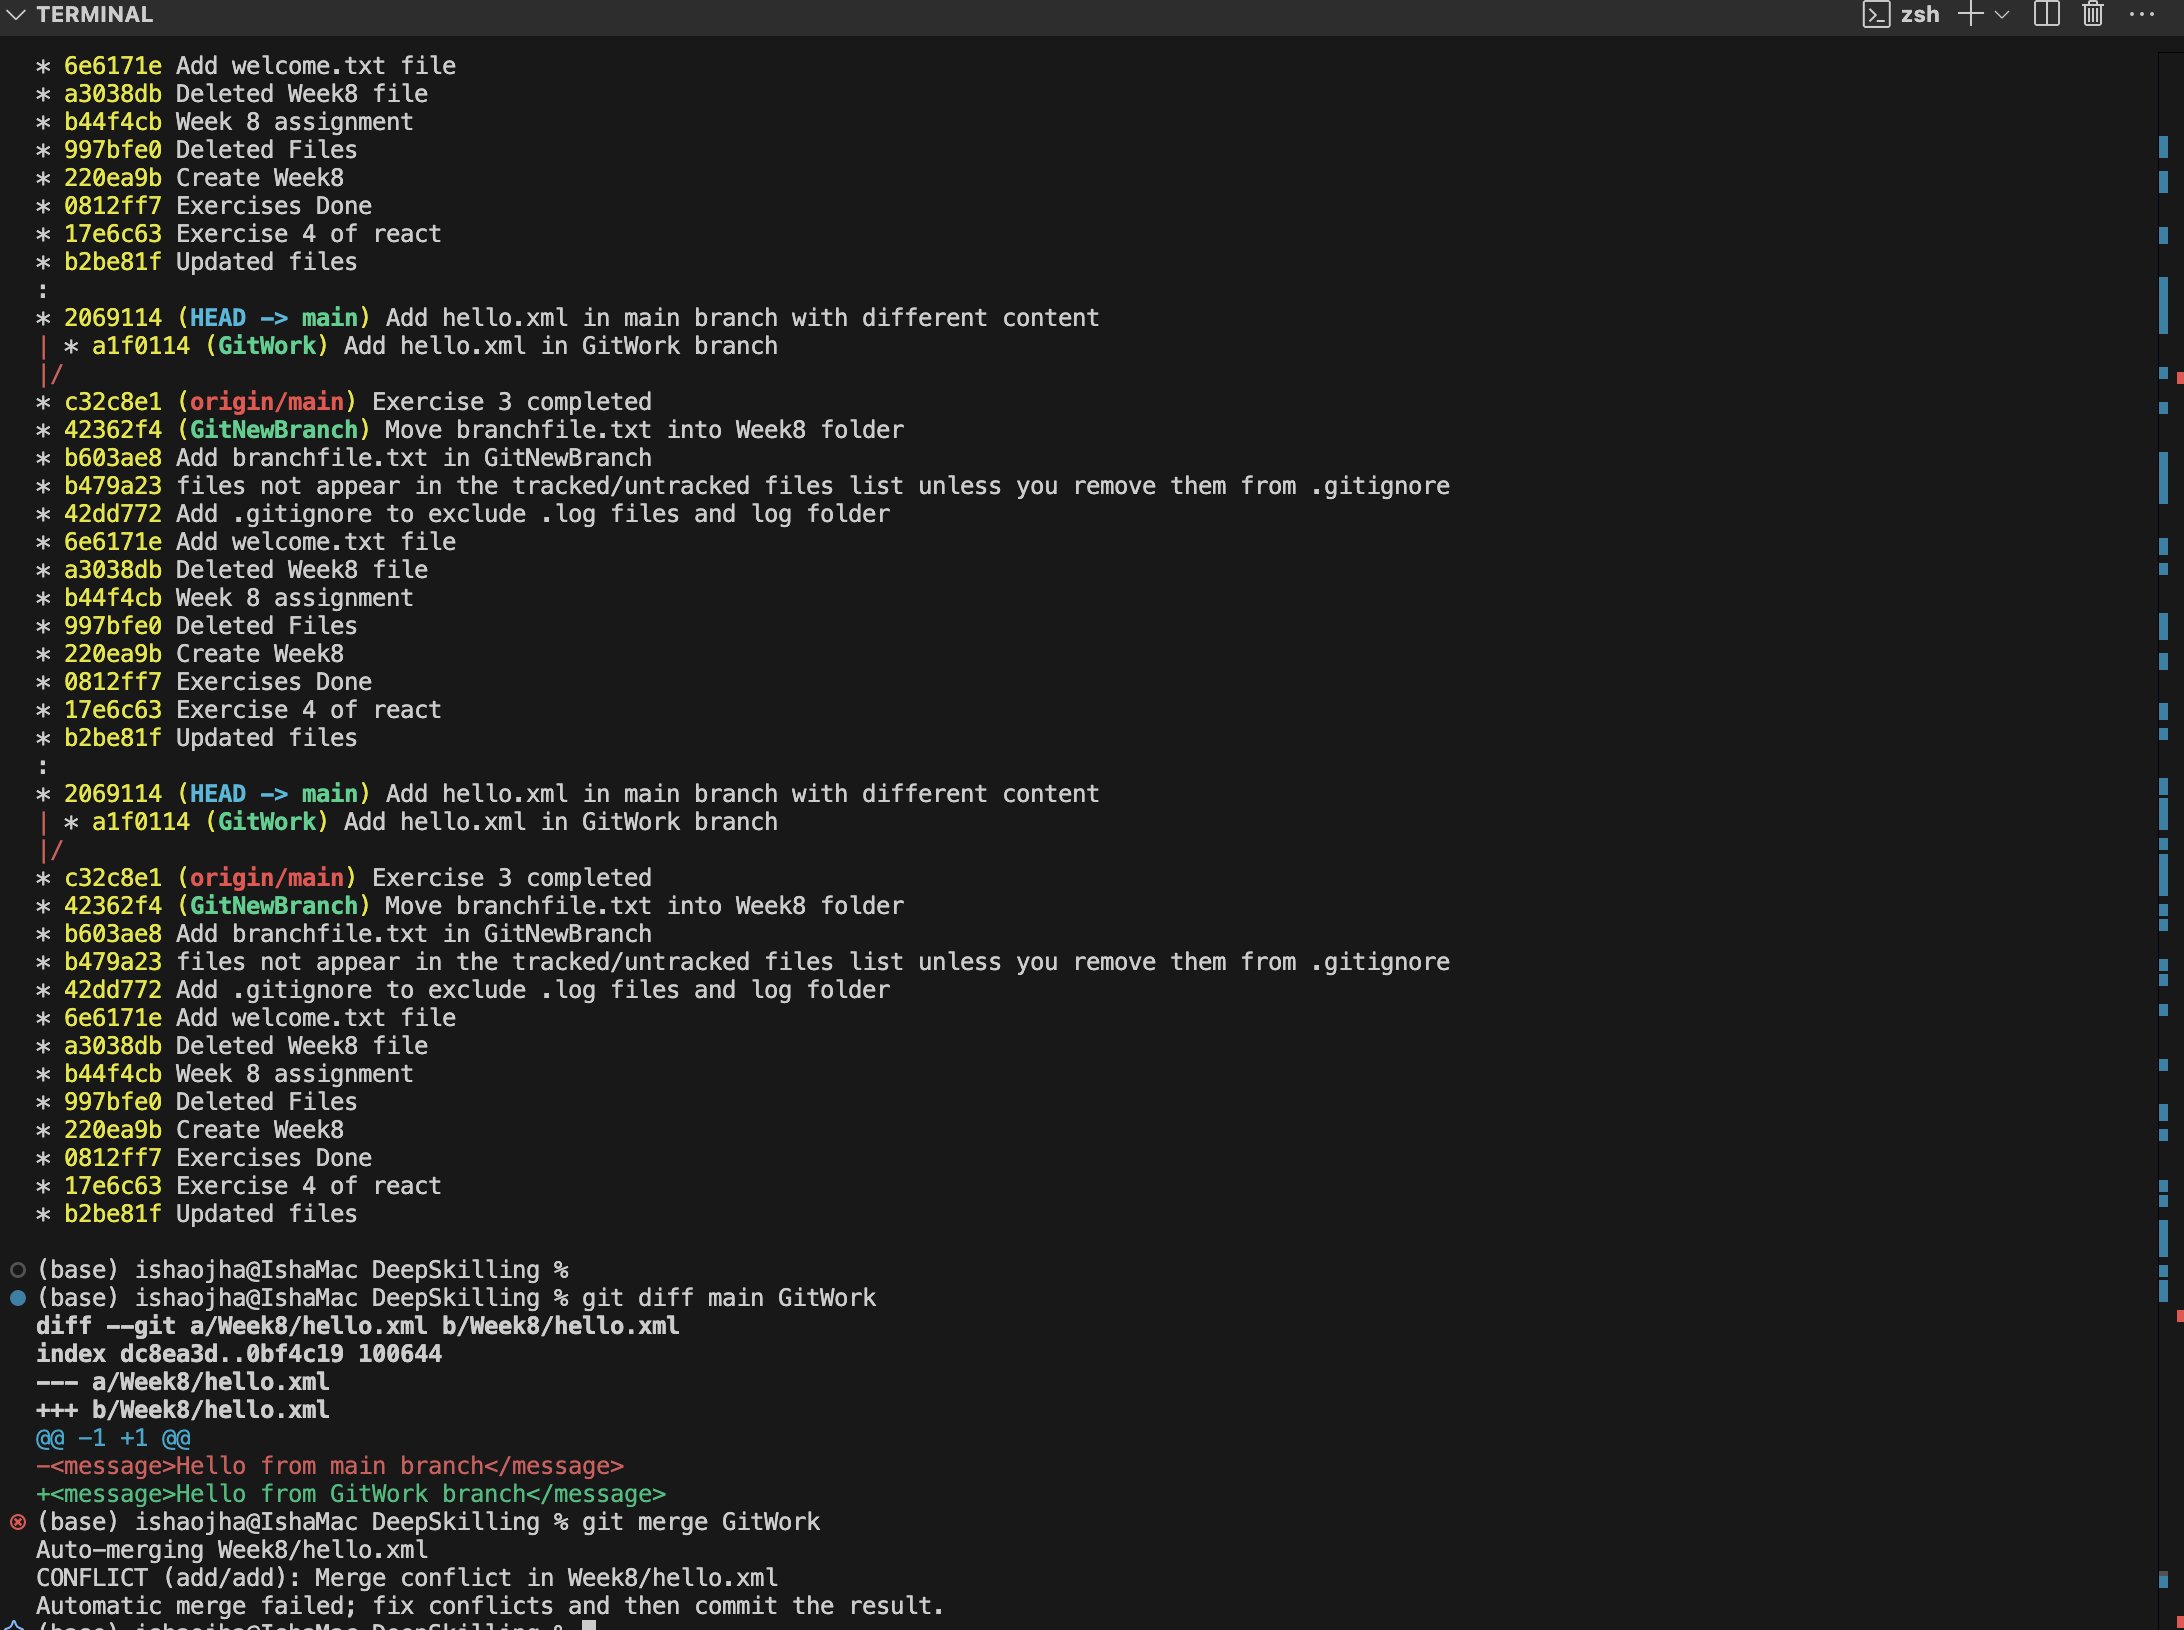 TERMINAL
zsh
* 6e6171e Add welcome.txt file
* a3038db Deleted Week8 file
* b44f4cb Week 8 assignment
* 997bfe0 Deleted Files
* 220ea9b Create Week8
* 0812ff7 Exercises Done
* 17e6c63 Exercise 4 of react
* b2be81f Updated files
:
* 2069114 (HEAD -> main) Add hello.xml in main branch with different content
| * a1f0114 (GitWork) Add hello.xml in GitWork branch
|/
* c32c8e1 (origin/main) Exercise 3 completed
* 42362f4 (GitNewBranch) Move branchfile.txt into Week8 folder
* b603ae8 Add branchfile.txt in GitNewBranch
* b479a23 files not appear in the tracked/untracked files list unless you remove them from .gitignore
* 42dd772 Add .gitignore to exclude .log files and log folder
* 6e6171e Add welcome.txt file
* a3038db Deleted Week8 file
* b44f4cb Week 8 assignment
* 997bfe0 Deleted Files
* 220ea9b Create Week8
* 0812ff7 Exercises Done
* 17e6c63 Exercise 4 of react
* b2be81f Updated files
:
* 2069114 (HEAD -> main) Add hello.xml in main branch with different content
| * a1f0114 (GitWork) Add hello.xml in GitWork branch
|/
* c32c8e1 (origin/main) Exercise 3 completed
* 42362f4 (GitNewBranch) Move branchfile.txt into Week8 folder
* b603ae8 Add branchfile.txt in GitNewBranch
* b479a23 files not appear in the tracked/untracked files list unless you remove them from .gitignore
* 42dd772 Add .gitignore to exclude .log files and log folder
* 6e6171e Add welcome.txt file
* a3038db Deleted Week8 file
* b44f4cb Week 8 assignment
* 997bfe0 Deleted Files
* 220ea9b Create Week8
* 0812ff7 Exercises Done
* 17e6c63 Exercise 4 of react
* b2be81f Updated files
(base) ishaojha@IshaMac DeepSkilling %
(base) ishaojha@IshaMac DeepSkilling % git diff main GitWork
diff --git a/Week8/hello.xml b/Week8/hello.xml
index dc8ea3d..0bf4c19 100644
--- a/Week8/hello.xml
+++ b/Week8/hello.xml
@@ -1 +1 @@
-<message>Hello from main branch</message>
+<message>Hello from GitWork branch</message>
(base) ishaojha@IshaMac DeepSkilling % git merge GitWork
Auto-merging Week8/hello.xml
CONFLICT (add/add): Merge conflict in Week8/hello.xml
Automatic merge failed; fix conflicts and then commit the result.
(base) ishaojha@IshaMac DeepSkilling %